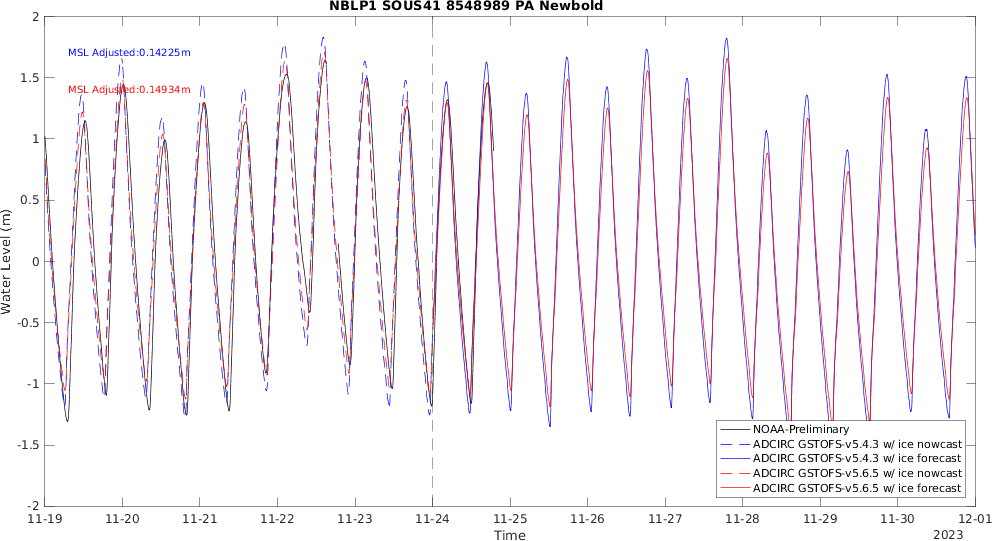 NBLP1 SOUS41 8548989 PA Newbold
2
MSL Adjusted:0.14225m
1.5
MSL Adjusted:0.14934m
1
0.5
0
-0.5
-1
-1.5
-2
Water Level (m)
NOAA-Preliminary
ADCIRC GSTOFS-v5.4.3 w/ ice nowcast
ADCIRC GSTOFS-v5.4.3 w/ ice forecast
ADCIRC GSTOFS-v5.6.5 w/ ice nowcast
ADCIRC GSTOFS-v5.6.5 w/ ice forecast
11-19 11-20 11-21 11-22 11-23 11-24 11-25 11-26 11-27 11-28 11-29 11-30 12-01
Time
2023